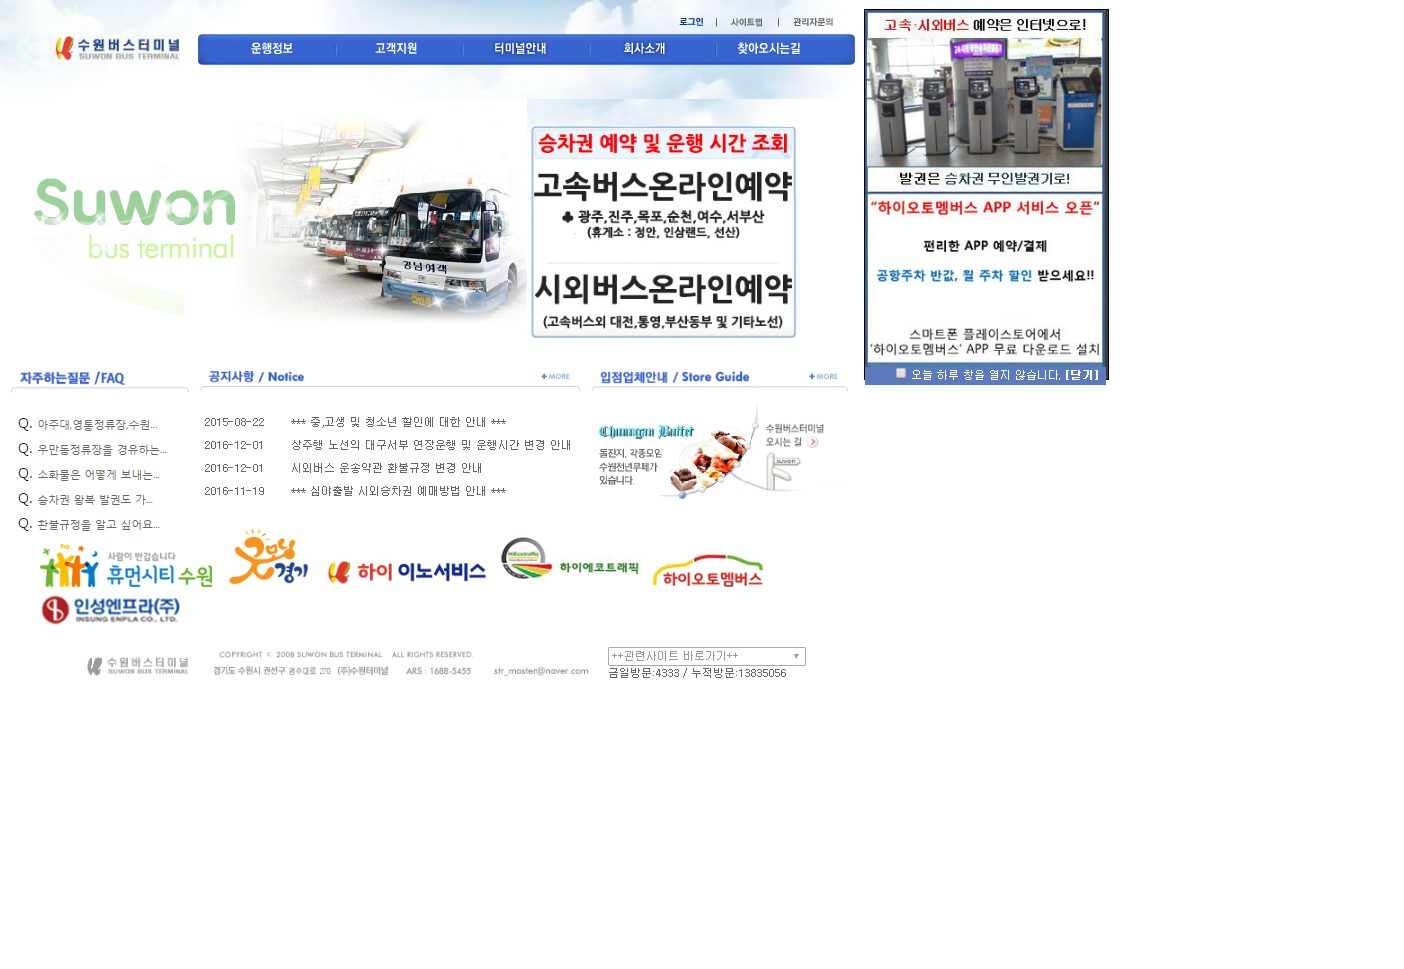 로그인 | 사이트맵 | 관리자문의
수원버스터미널
SUWON BUS TERMINAL
운행정보 고객지원 터미널안내 회사소개 찾아오시는길
Suwon
bus terminal
경남여객
승차권 예약 및 운행 시간 조회
고속버스온라인예약
♣ 광주,진주,목포,순천,여수,서부산
(휴게소 : 정안, 인삼랜드, 선산)
시외버스온라인예약
(고속버스외 대전,통영,부산동부 및 기타노선)
고속·시외버스 예약은 인터넷으로!
발권은 승차권 무인발권기로!
“하이오토멤버스 APP 서비스 오픈”
편리한 APP 예약/결제
공항주차 반값, 월 주차 할인 받으세요!!
스마트폰 플레이스토어에서
‘하이오토멤버스’ APP 무료 다운로드 설치
오늘 하루 창을 열지 않습니다. [닫기]
자주하는질문 /FAQ
Q. 아주대,영통정류장,수원...
Q. 우만동정류장을 경유하는...
Q. 소화물은 어떻게 보내는...
Q. 승차권 왕복 발권도 가...
Q. 환불규정을 알고 싶어요...
공지사항 / Notice
+MORE
2015-08-22 *** 중,고생 및 청소년 할인에 대한 안내 ***
2016-12-01 상주행 노선의 대구서부 연장운행 및 운행시간 변경 안내
2016-12-01 시외버스 운송약관 환불규정 변경 안내
2016-11-19 *** 심야출발 시외승차권 예매방법 안내 ***
입점업체안내 / Store Guide
+MORE
Chungan Buffet
돌잔치, 각종모임
수원전년뿌페가
있습니다.
수원버스터미널
오시는 길
suwon
사람이 반갑습니다
휴먼시티 수원
굿모닝
경기
하이 이노서비스
HiEcotraffic
하이에코트래픽
하이오토멤버스
인성엔프라(주)
INSUNG ENPLA CO., LTD.
수원버스터미널
SUWON BUS TERMINAL
COPYRIGHT © 2008 SUWON BUS TERMINAL. ALL RIGHTS RESERVED.
경기도 수원시 권선구 경수대로 270 (주)수원터미널 ARS : 1688-5455 str_master@naver.com
++관련사이트 바로가기++
금일방문:4333 / 누적방문:13835056